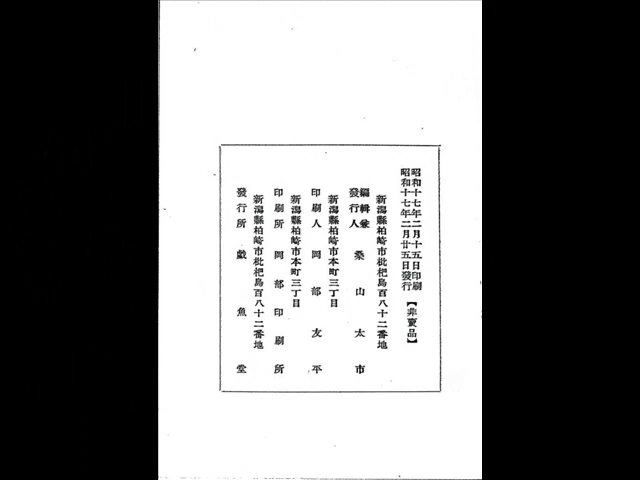 昭和十七年二月十五日印刷
昭和十七年二月廿五日發行
【非賣品】
新潟縣柏崎市枇杷島百八十二番地
編輯兼
發行人 桑山太市
新潟縣柏崎市本町三丁目
印刷人 岡部友平
新潟縣柏崎市本町三丁目
印刷所 岡部印刷所
新潟縣柏崎市枇杷島百八十二番地
發行所 戲魚堂